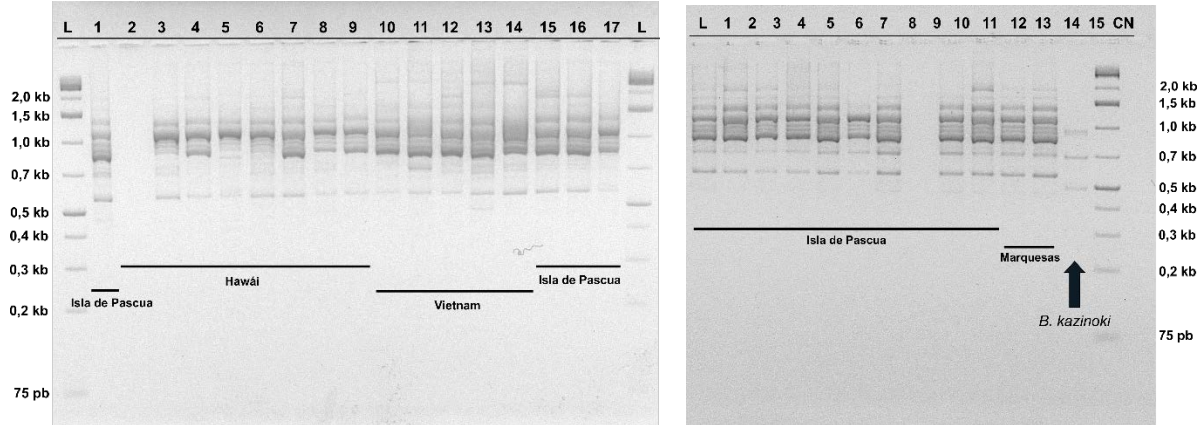 L 1 2 3 4 5 6 7 8 9 10 11 12 13 14 15 16 17 L
2,0 kb
1,5 kb
1,0 kb
0,7 kb
0,5 kb
0,4 kb
0,3 kb
0,2 kb
75 pb
Isla de Pascua
Hawái
Vietnam
Isla de Pascua
L 1 2 3 4 5 6 7 8 9 10 11 12 13 14 15 CN
2,0 kb
1,5 kb
1,0 kb
0,7 kb
0,5 kb
0,4 kb
0,3 kb
0,2 kb
75 pb
Isla de Pascua
Marquesas
B. kazinoki